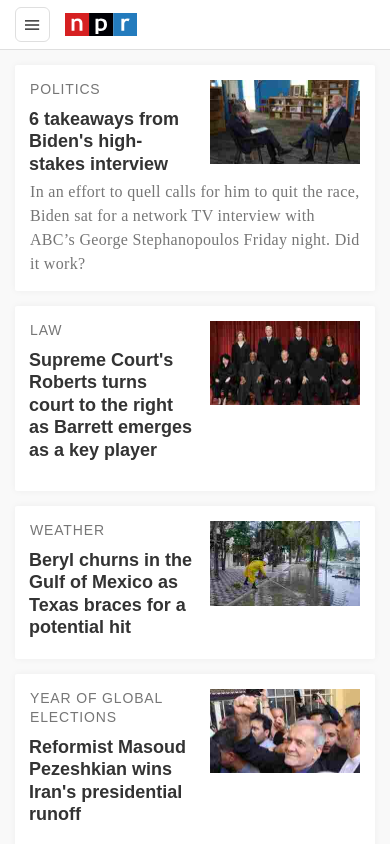 npr
POLITICS
6 takeaways from
Biden's high-
stakes interview
In an effort to quell calls for him to quit the race,
Biden sat for a network TV interview with
ABC’s George Stephanopoulos Friday night. Did
it work?
LAW
Supreme Court's
Roberts turns
court to the right
as Barrett emerges
as a key player
WEATHER
Beryl churns in the
Gulf of Mexico as
Texas braces for a
potential hit
YEAR OF GLOBAL
ELECTIONS
Reformist Masoud
Pezeshkian wins
Iran's presidential
runoff